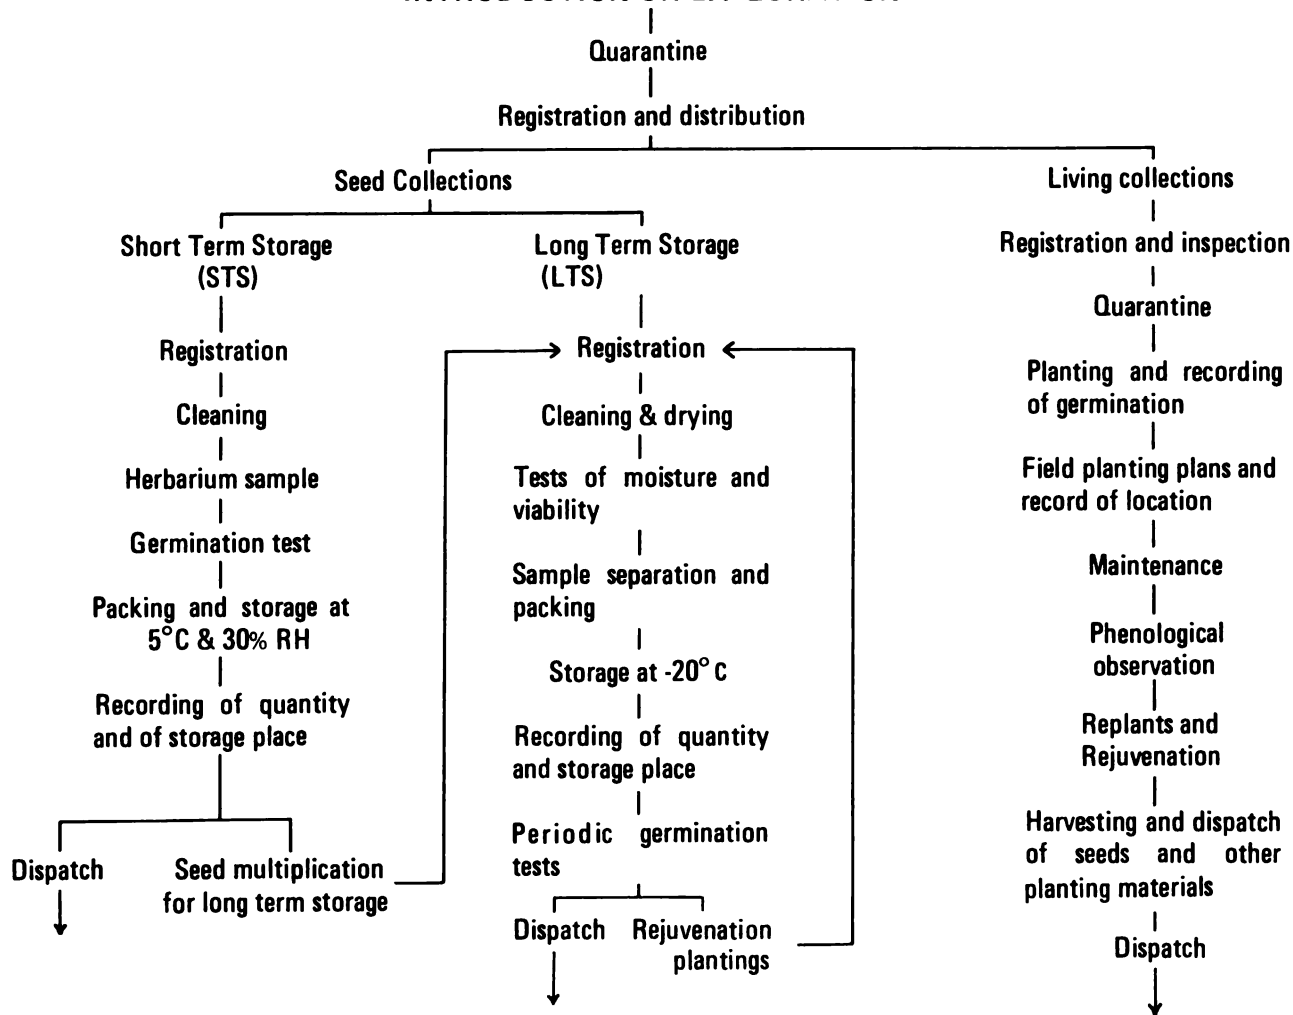 Quarantine
Registration and distribution
Seed Collections
Living collections
Short Term Storage
(STS)
Registration
Cleaning
Herbarium sample
Germination test
Packing and storage at
5°C & 30% RH
Recording of quantity
and of storage place
Dispatch
Seed multiplication
for long term storage
Long Term Storage
(LTS)
Registration
Cleaning & drying
Tests of moisture and
viability
Sample separation and
packing
Storage at -20°C
Recording of quantity
and storage place
Periodic germination
tests
Dispatch
Rejuvenation
plantings
Registration and inspection
Quarantine
Planting and recording
of germination
Field planting plans and
record of location
Maintenance
Phenological
observation
Replants and
Rejuvenation
Harvesting and dispatch
of seeds and other
planting materials
Dispatch